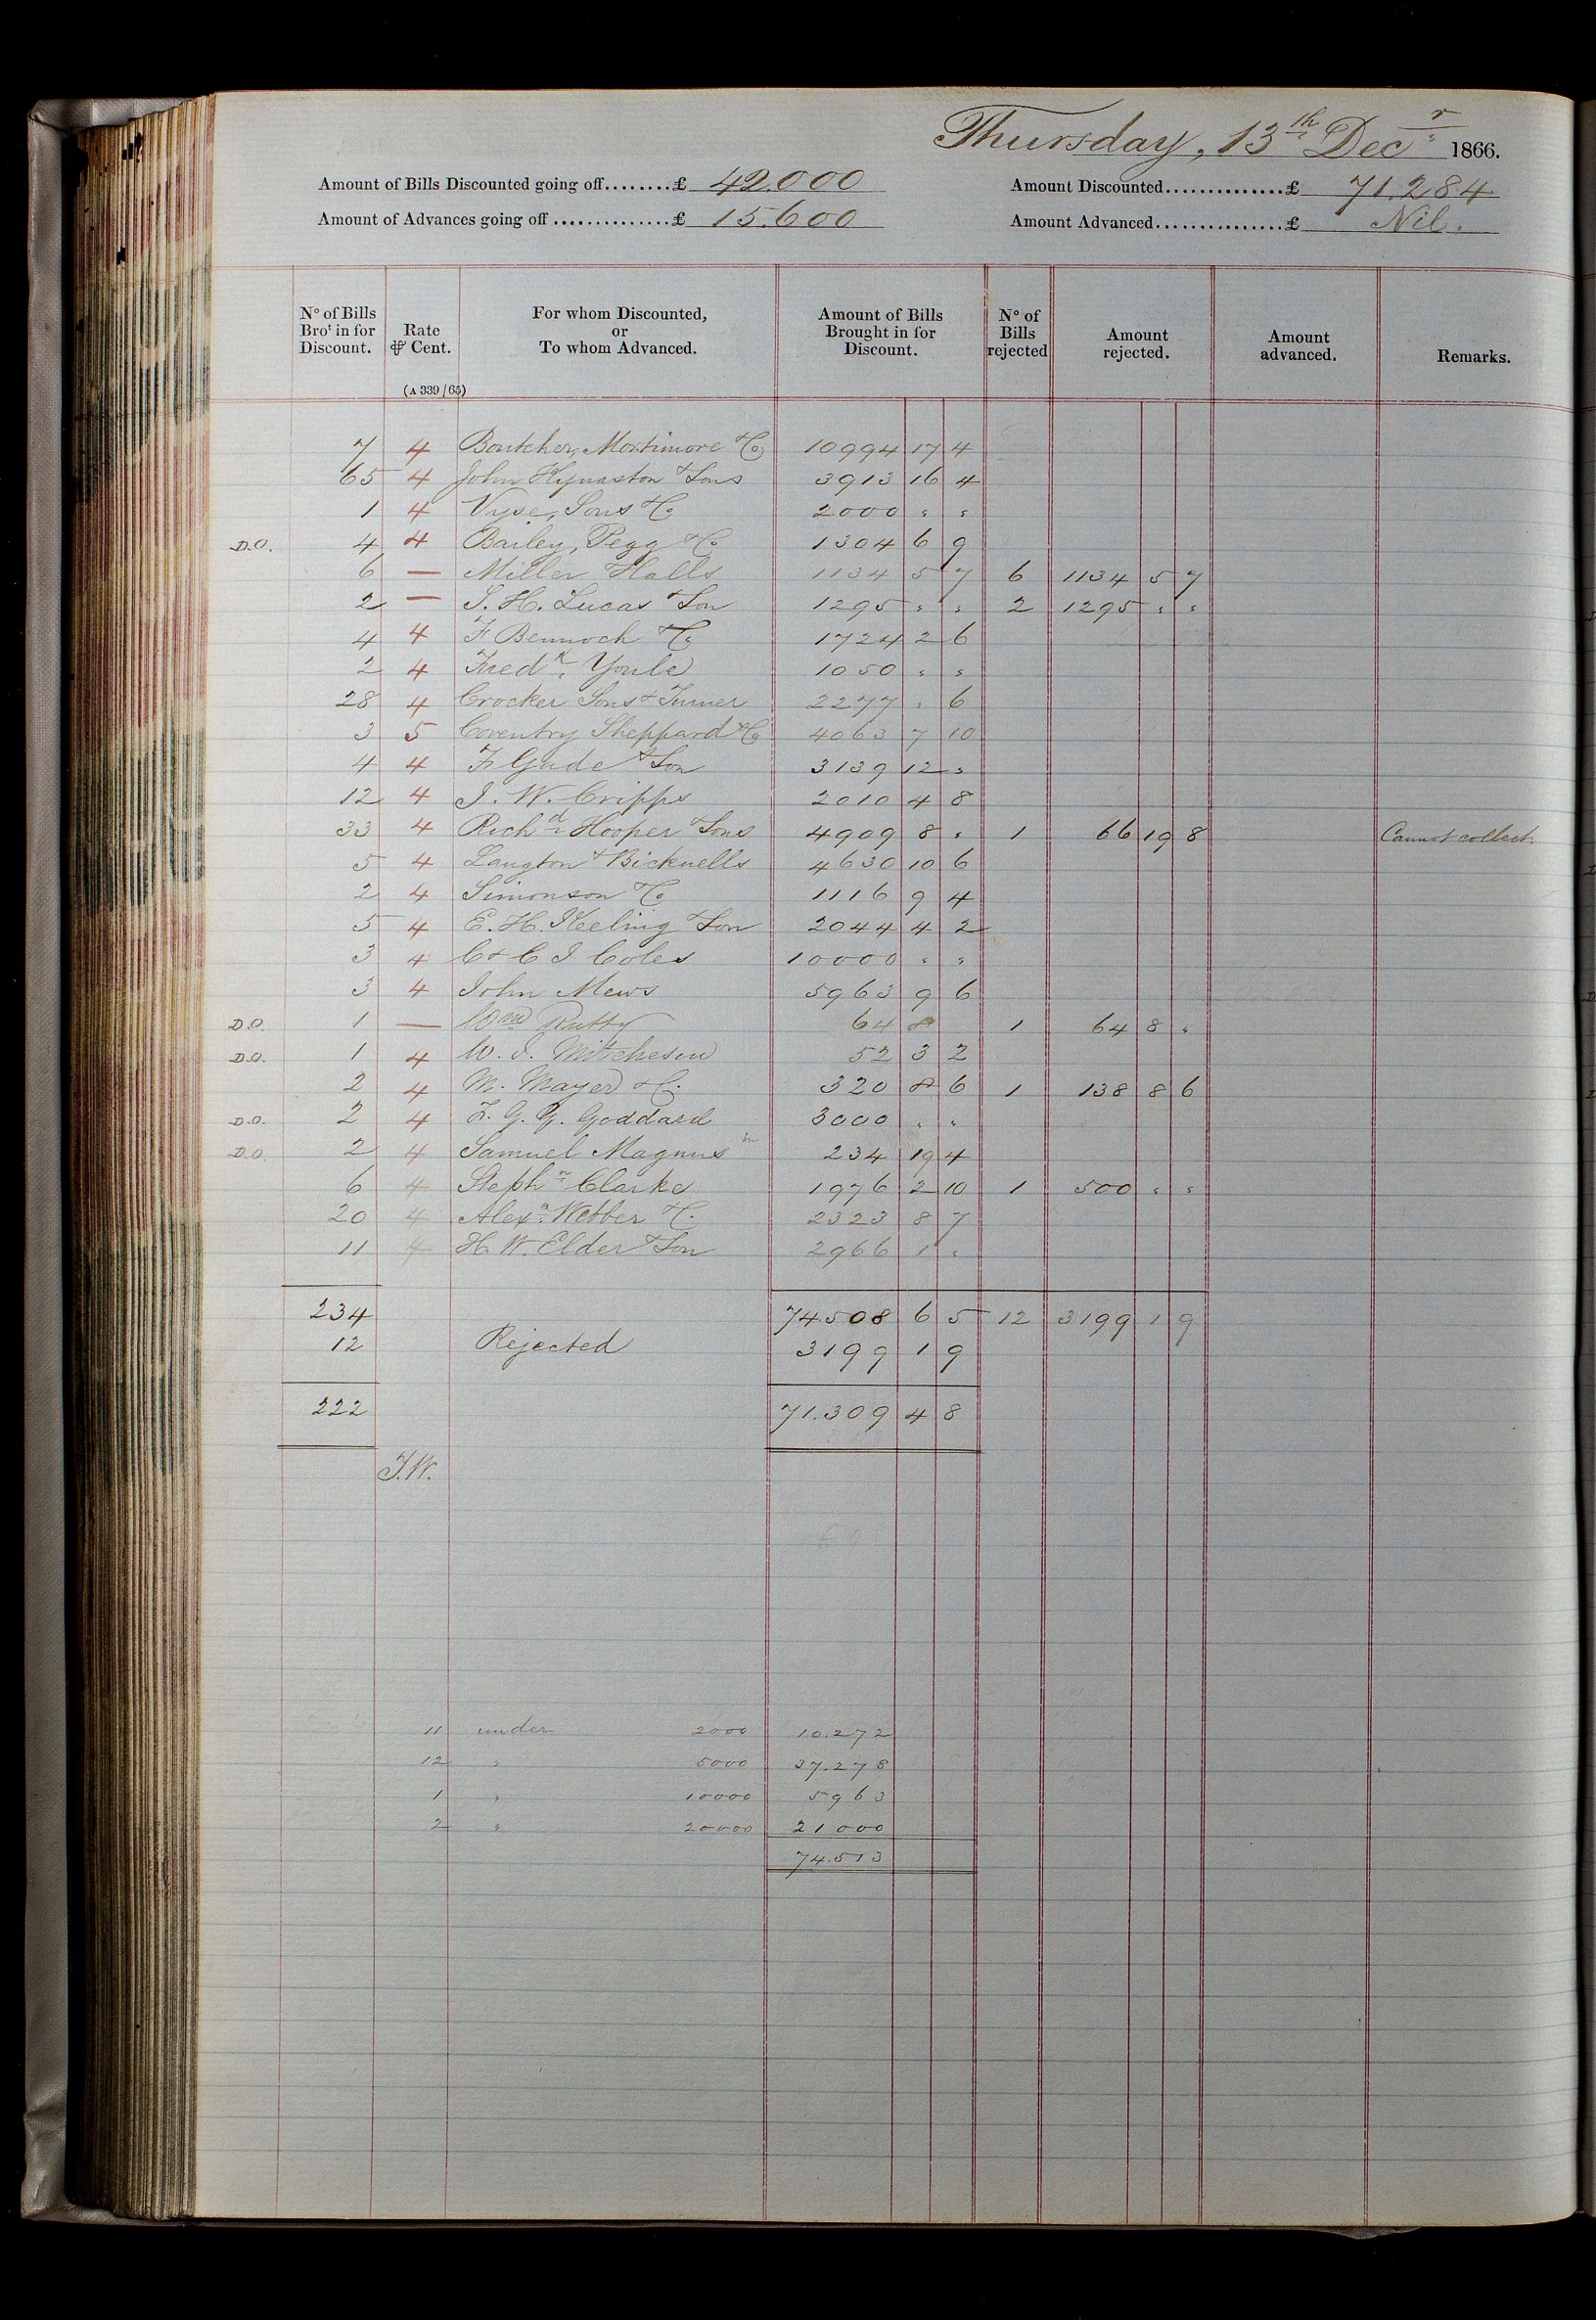 Thursday, 13th Decr 1866.
Amount of Bills Discounted going off........£ 42.000 Amount Discounted...............£ 71.284
Amount of Advances going off..............£ 15.600 Amount Advanced................£ Nil.
No of Bills Brot in for Discount. Rate ⅌ Cent. For whom Discounted, or To whom Advanced. Amount of Bills Brought in for Discount. No of Bills rejected Amount rejected. Amount advanced. Remarks.
(A 339/65)
7 4 Boutcher, Mortimore & Co 10994 17 4
65 4 John Hynaston & Sons 3913 16 4
1 4 Vyse, Sons & Co 2000 " "
D.O. 4 4 Bailey, Pegg & Co 1304 6 9
6 — Miller Halls 1134 5 7 6 1134 5 7
2 — S. H. Lucas & Son 1295 " " 2 1295 " "
4 4 F Bennoch & Co 1724 2 6
2 4 Fredk Youle 1050 " "
28 4 Crocker Sons & Turner 2277 " 6
3 5 Coventry Sheppard & Co 4063 7 10
4 4 F Gade & Son 3139 12 "
12 4 J. W. Cripps 2010 4 8
33 4 Richd Hooper & Sons 4909 8 " 1 66 19 8 Cannot collect.
5 4 Langton & Bicknells 4630 10 6
2 4 Simonson & Co 1116 9 4
5 4 E. H. Keeling & Son 2044 4 2
3 4 C & C J Coles 10000 " "
3 4 John Mews 5963 9 6
D.O. 1 — Wm Rutty 64 8 1 64 8 "
D.O. 1 4 W. J. Mitcheson 52 3 2
2 4 M. Mayer & Co. 320 8 6 1 138 8 6
D.O. 2 4 F. G. G. Goddard 3000 " "
D.O. 2 4 Samuel Magnus 234 19 4
6 4 Stephn Clarke 1976 2 10 1 500 " "
20 4 Alexr Webber & Co. 2323 8 7
11 4 H. W. Elder & Son 2966 1 "
234 74508 6 5 12 3199 1 9
12 Rejected 3199 1 9
222 71.309 4 8
J.W.
11 under 2000 10.272
12 " 5000 37.278
1 " 10000 5963
2 " 20000 21000
74.513